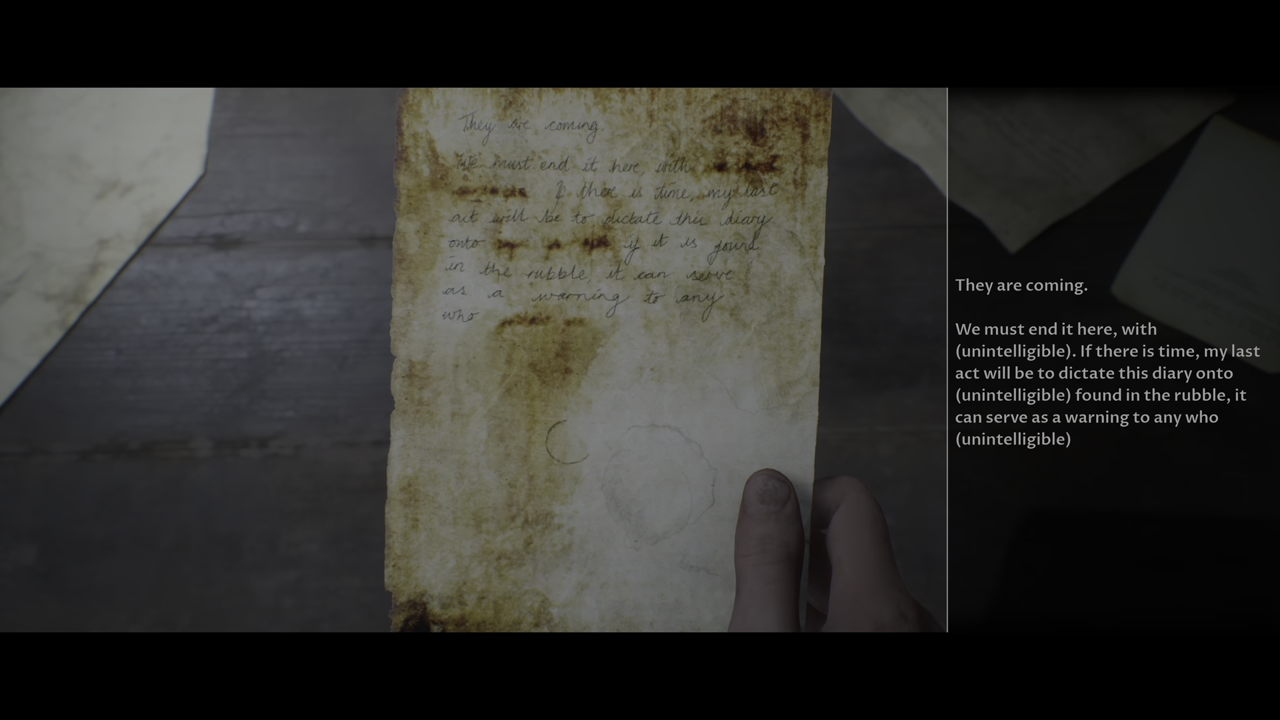 They are coming.
We must end it here, with
If ther is time, my last
act will be to dictate this diary
onto if it is found
in the rubble, it can serve
as a warning to any
who
They are coming.
We must end it here, with
(unintelligible). If there is time, my last
act will be to dictate this diary onto
(unintelligible) found in the rubble, it
can serve as a warning to any who
(unintelligible)